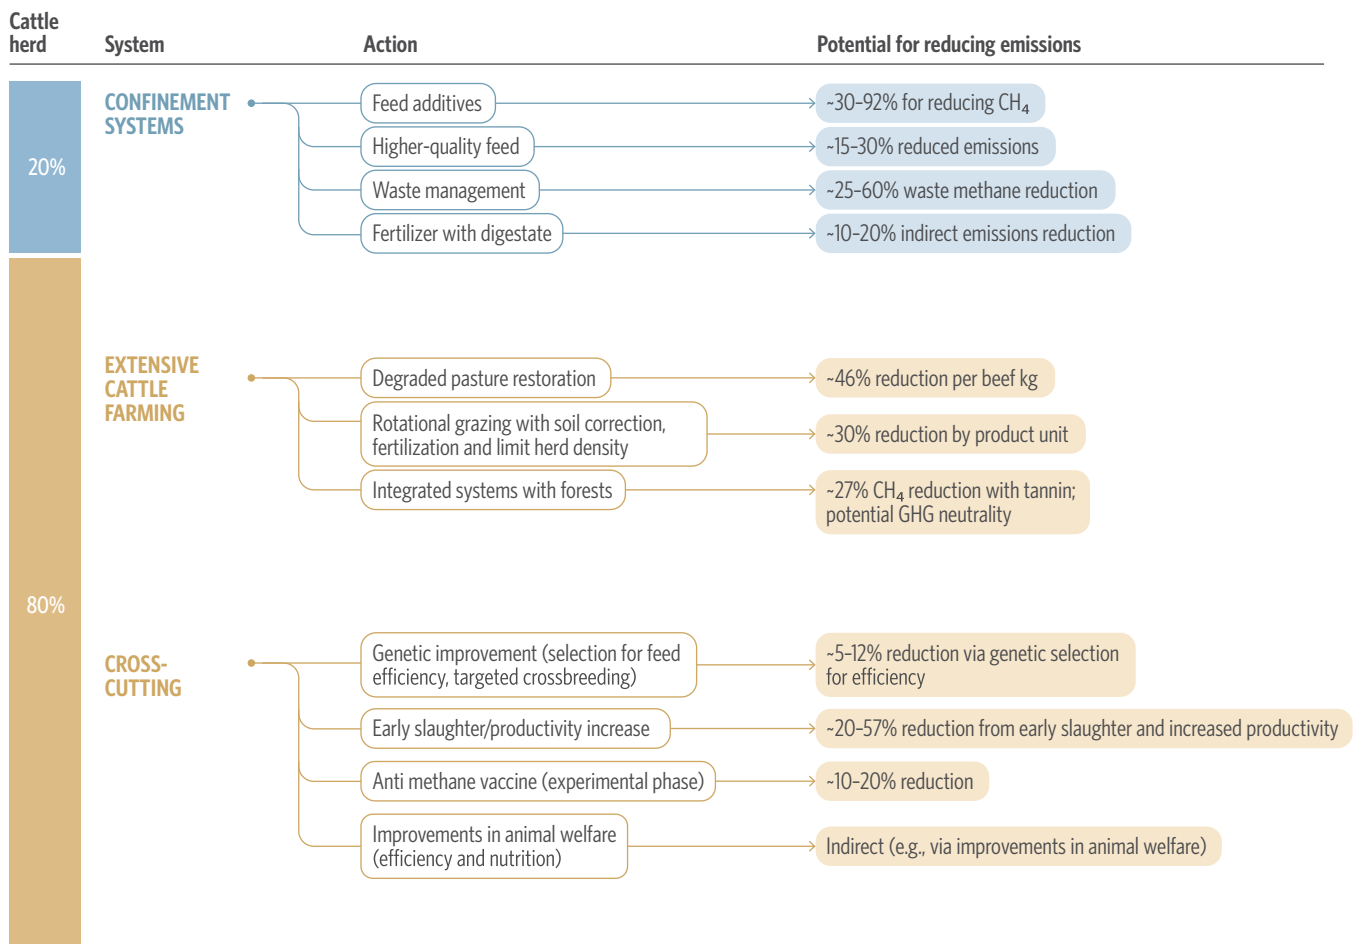 Cattle
herd
System
Action
Potential for reducing emissions
20%
CONFINEMENT
SYSTEMS
Feed additives
~30–92% for reducing CH₄
Higher-quality feed
~15–30% reduced emissions
Waste management
~25–60% waste methane reduction
Fertilizer with digestate
~10–20% indirect emissions reduction
80%
EXTENSIVE
CATTLE
FARMING
Degraded pasture restoration
~46% reduction per beef kg
Rotational grazing with soil correction,
fertilization and limit herd density
~30% reduction by product unit
Integrated systems with forests
~27% CH₄ reduction with tannin;
potential GHG neutrality
CROSS-
CUTTING
Genetic improvement (selection for feed
efficiency, targeted crossbreeding)
~5–12% reduction via genetic selection
for efficiency
Early slaughter/productivity increase
~20–57% reduction from early slaughter and increased productivity
Anti methane vaccine (experimental phase)
~10–20% reduction
Improvements in animal welfare
(efficiency and nutrition)
Indirect (e.g., via improvements in animal welfare)